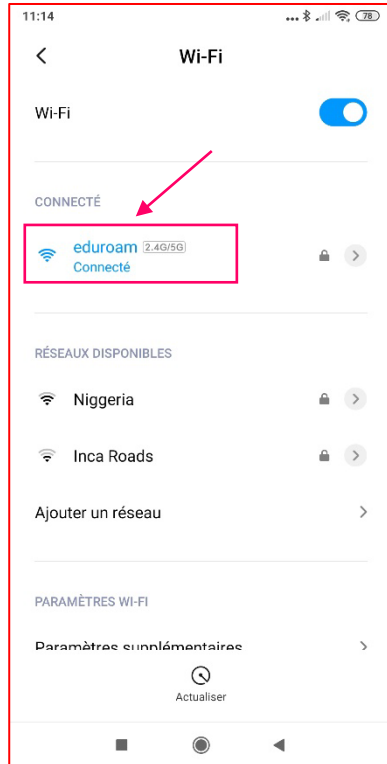 11:14 78
Wi-Fi
Wi-Fi
CONNECTÉ
eduroam 2.4G/5G
Connecté
RÉSEAUX DISPONIBLES
Niggeria
Inca Roads
Ajouter un réseau
PARAMÈTRES WI-FI
Paramètres supplémentaires
Actualiser